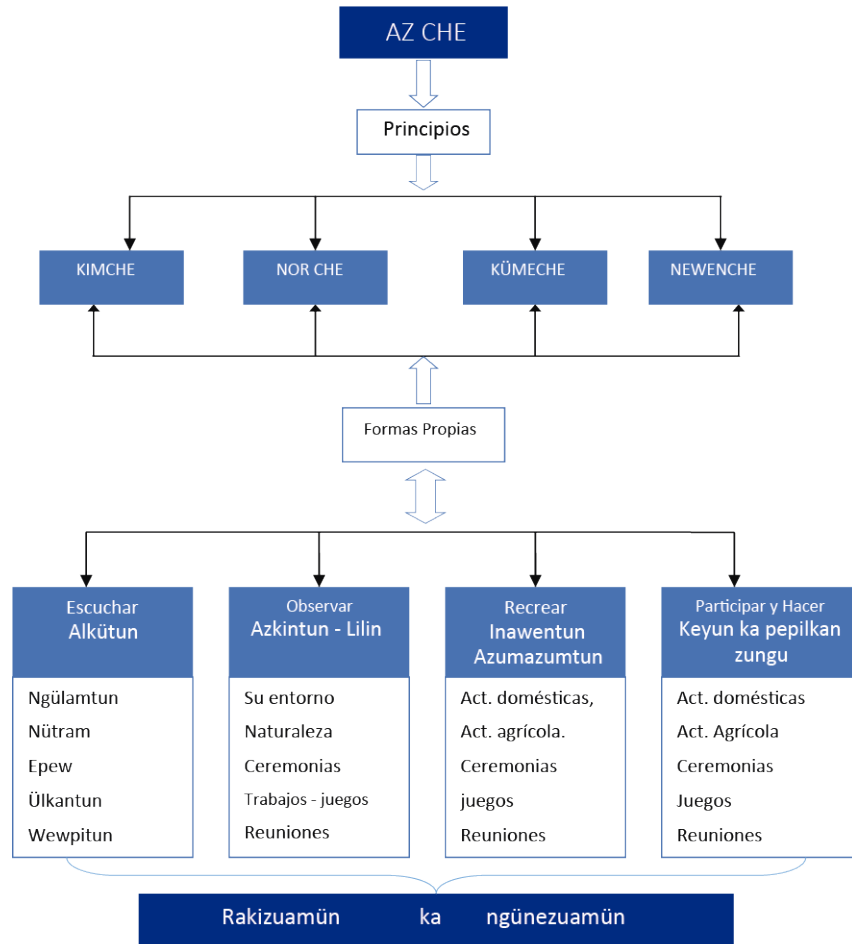 AZ CHE
Principios
KIMCHE
NOR CHE
KÜMECHE
NEWENCHE
Formas Propias
Escuchar
Alkütun
Ngülamtun
Nütram
Epew
Ülkantun
Wewpitun
Observar
Azkintun - Lilin
Su entorno
Naturaleza
Ceremonias
Trabajos - juegos
Reuniones
Recrear
Inawentun
Azumazumtun
Act. domésticas,
Act. agrícola.
Ceremonias
juegos
Reuniones
Participar y Hacer
Keyun ka pepilkan
zungu
Act. domésticas
Act. Agrícola
Ceremonias
Juegos
Reuniones
Rakizuamün ka ngünezuamün